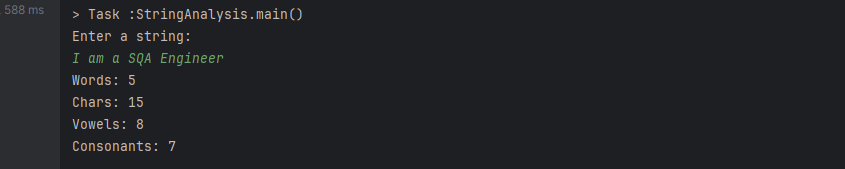 588 ms
> Task :StringAnalysis.main()
Enter a string:
I am a SQA Engineer
Words: 5
Chars: 15
Vowels: 8
Consonants: 7